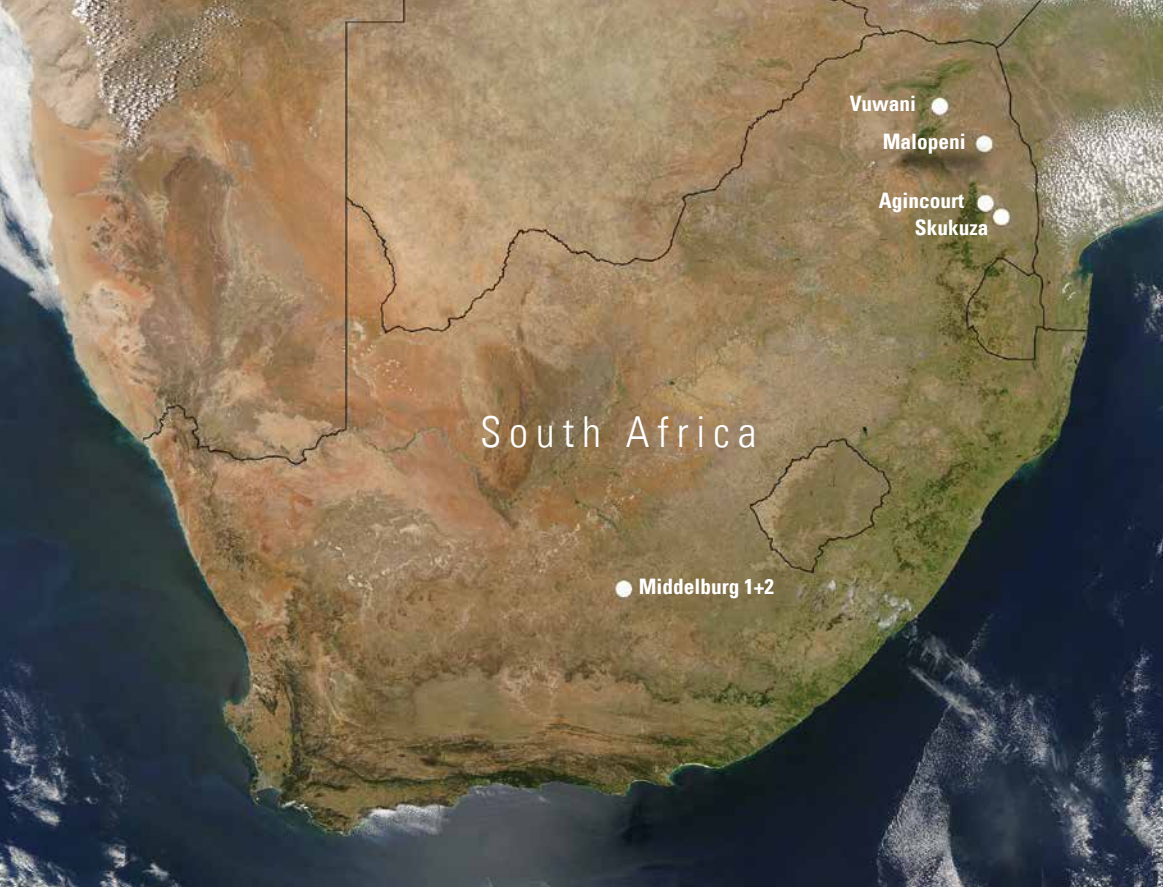 Vuwani
Malopeni
Agincourt
Skukuza
South Africa
Middelburg 1+2